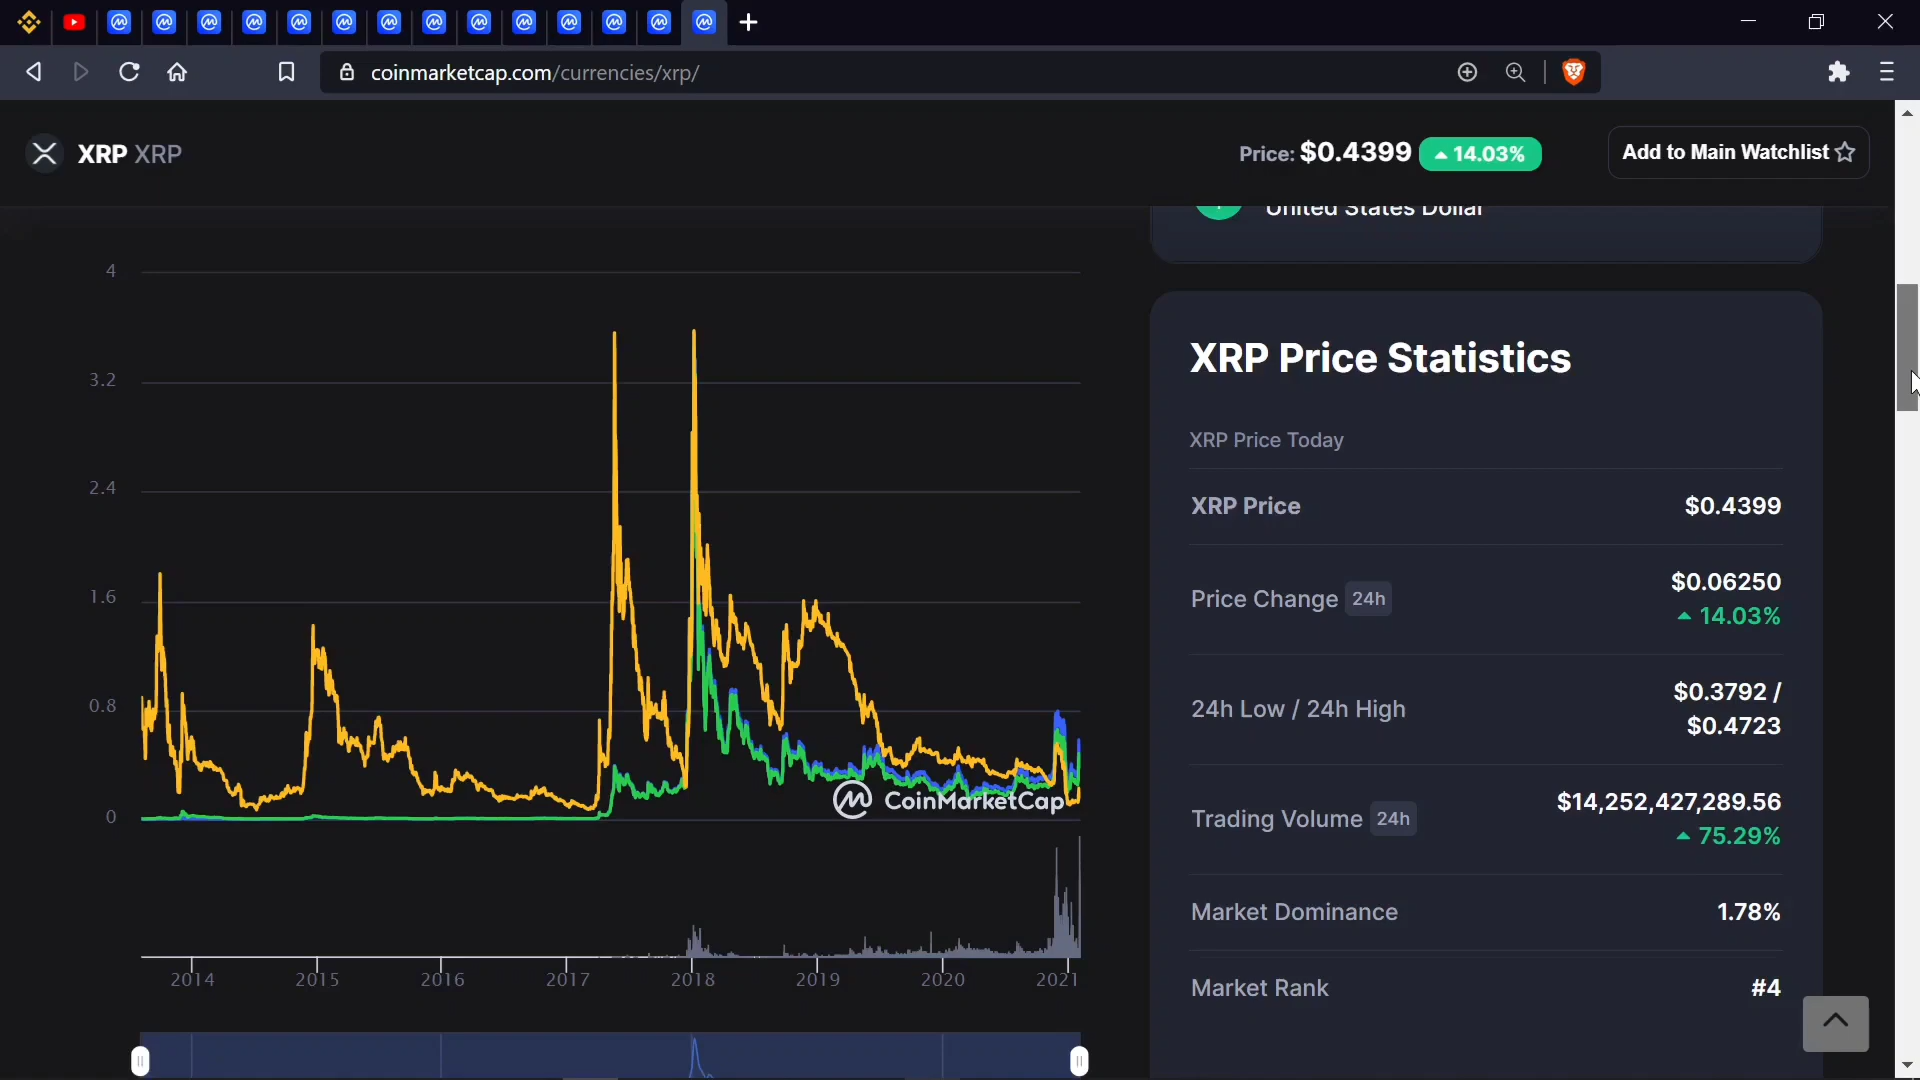 coinmarketcap.com/currencies/xrp/
XRP XRP
Price: $0.4399 14.03%
Add to Main Watchlist
United States Dollar
4
3.2
2.4
1.6
0.8
0
CoinMarketCap
2014 2015 2016 2017 2018 2019 2020 2021
XRP Price Statistics
XRP Price Today
XRP Price $0.4399
Price Change 24h $0.06250
14.03%
24h Low / 24h High $0.3792 /
$0.4723
Trading Volume 24h $14,252,427,289.56
75.29%
Market Dominance 1.78%
Market Rank #4